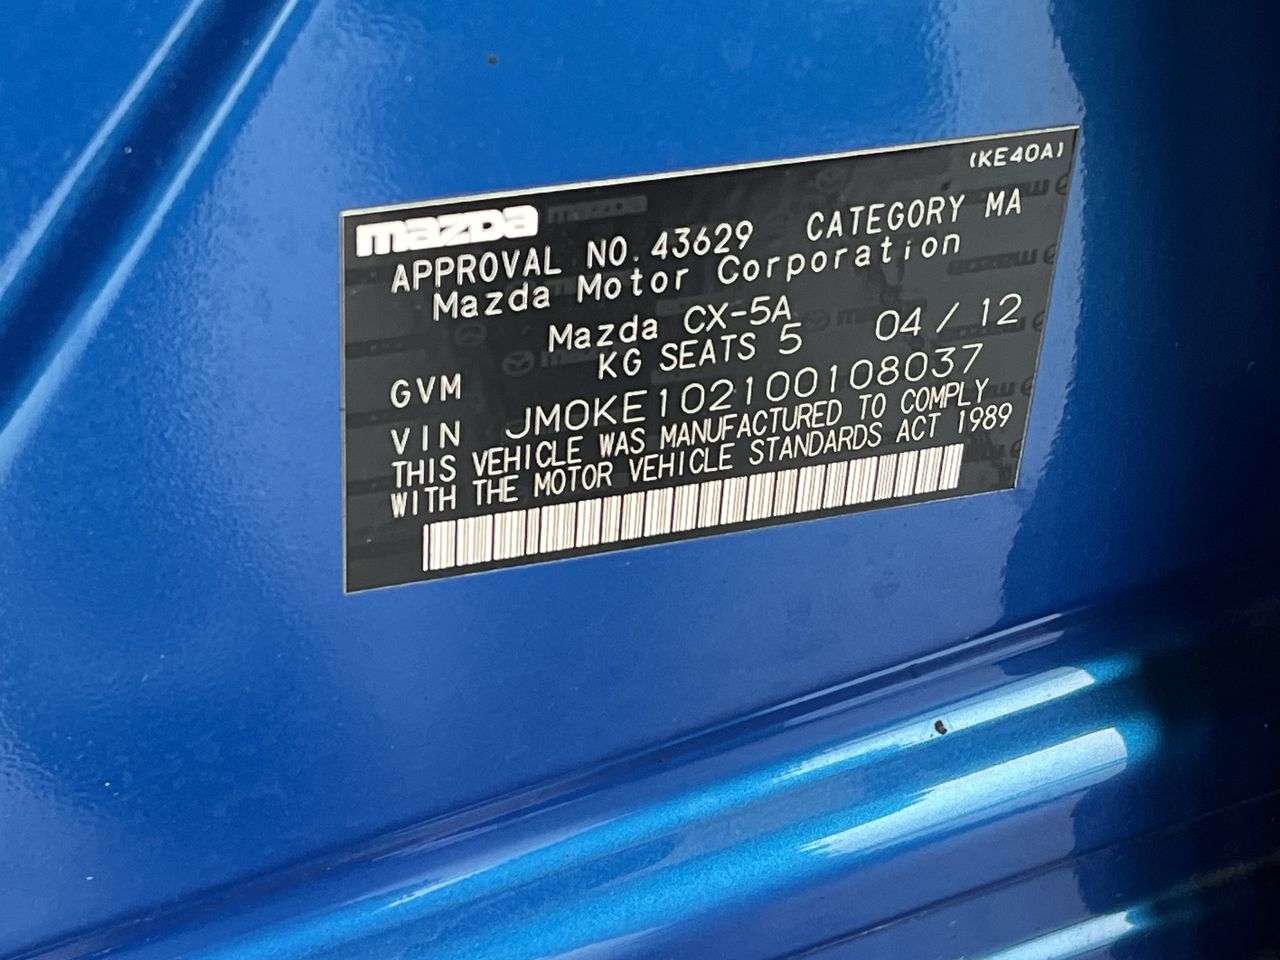 (KE40A)
mazda
APPROVAL NO. 43629 CATEGORY MA
Mazda Motor Corporation
Mazda CX-5A
04 / 12
GVM KG SEATS 5
VIN JM0KE102100108037
THIS VEHICLE WAS MANUFACTURED TO COMPLY
WITH THE MOTOR VEHICLE STANDARDS ACT 1989